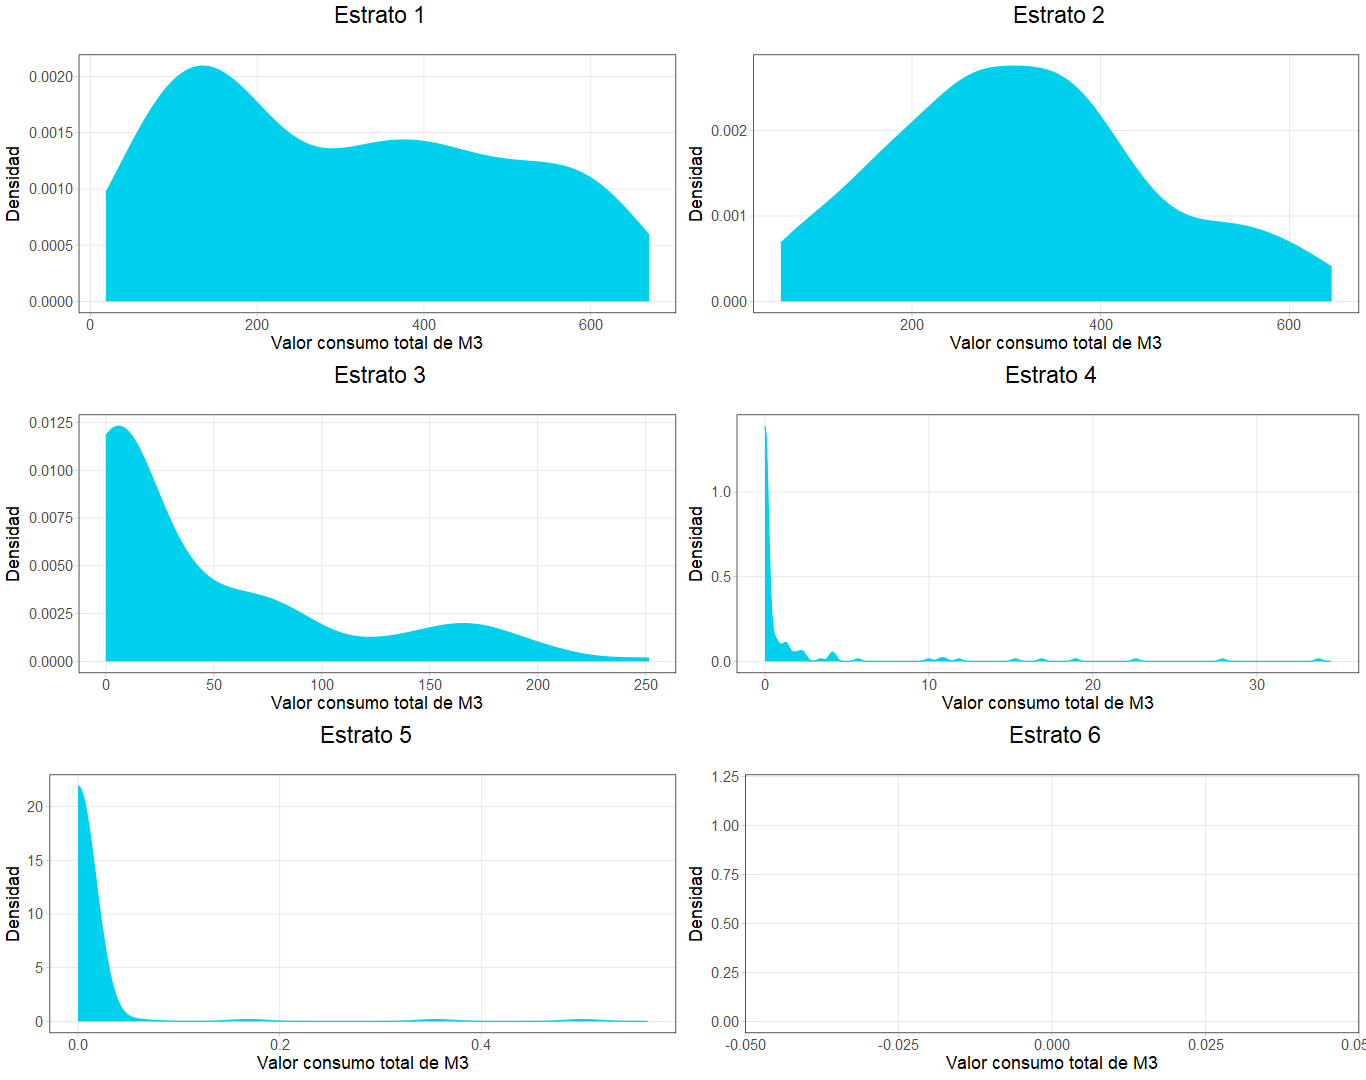 Estrato 1
0.0020
0.0015
0.0010
0.0005
0.0000
Densidad
0 200 400 600
Valor consumo total de M3
Estrato 2
0.002
0.001
0.000
Densidad
200 400 600
Valor consumo total de M3
Estrato 3
0.0125
0.0100
0.0075
0.0050
0.0025
0.0000
Densidad
0 50 100 150 200 250
Valor consumo total de M3
Estrato 4
1.0
0.5
0.0
Densidad
0 10 20 30
Valor consumo total de M3
Estrato 5
20
15
10
5
0
Densidad
0.0 0.2 0.4
Valor consumo total de M3
Estrato 6
1.25
1.00
0.75
0.50
0.25
0.00
Densidad
-0.050 -0.025 0.000 0.025
Valor consumo total de M3